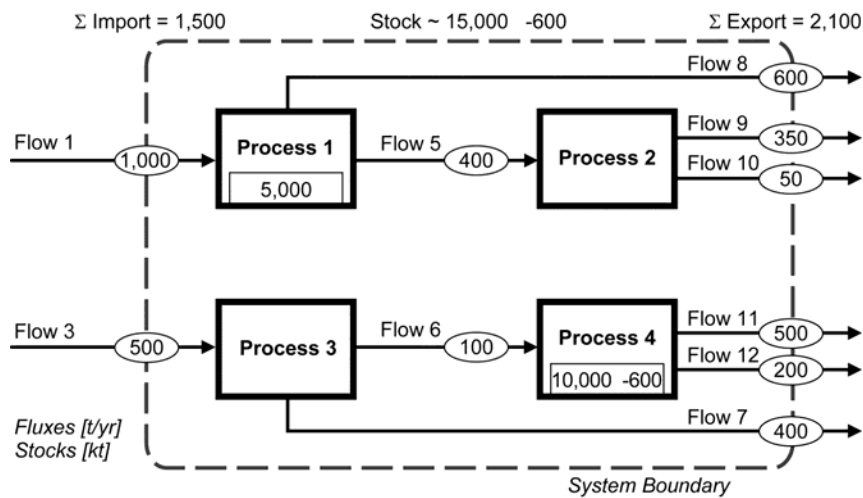 Σ Import = 1,500
Stock ~ 15,000 -600
Σ Export = 2,100
Flow 8
600
Flow 1
1,000
Process 1
5,000
Flow 5
400
Process 2
Flow 9
350
Flow 10
50
Flow 3
500
Process 3
Flow 6
100
Process 4
10,000 -600
Flow 11
500
Flow 12
200
Flow 7
400
Fluxes [t/yr]
Stocks [kt]
System Boundary